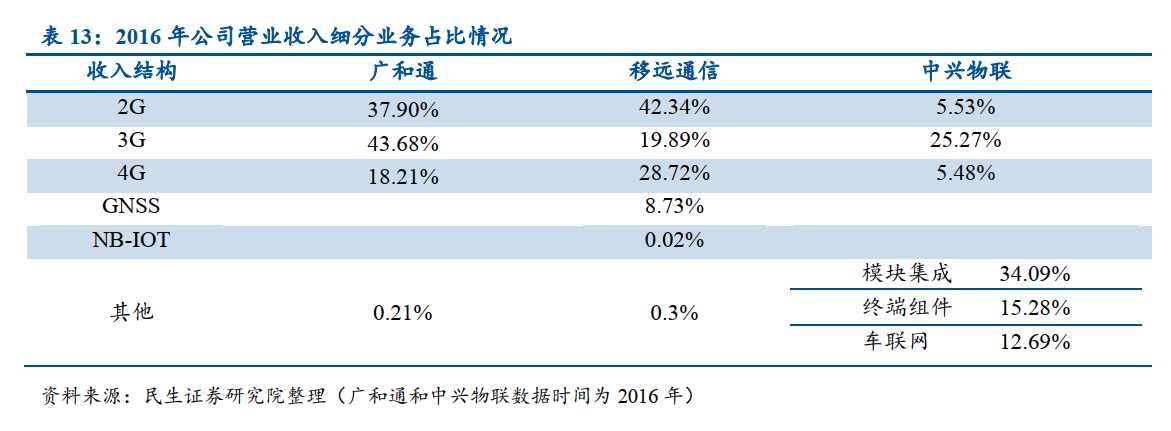 表 13：2016 年公司营业收入细分业务占比情况
收入结构 广和通 移远通信 中兴物联
2G 37.90% 42.34% 5.53%
3G 43.68% 19.89% 25.27%
4G 18.21% 28.72% 5.48%
GNSS 8.73%
NB-IOT 0.02%
模块集成 34.09%
其他 0.21% 0.3% 终端组件 15.28%
车联网 12.69%
资料来源：民生证券研究院整理（广和通和中兴物联数据时间为 2016 年）